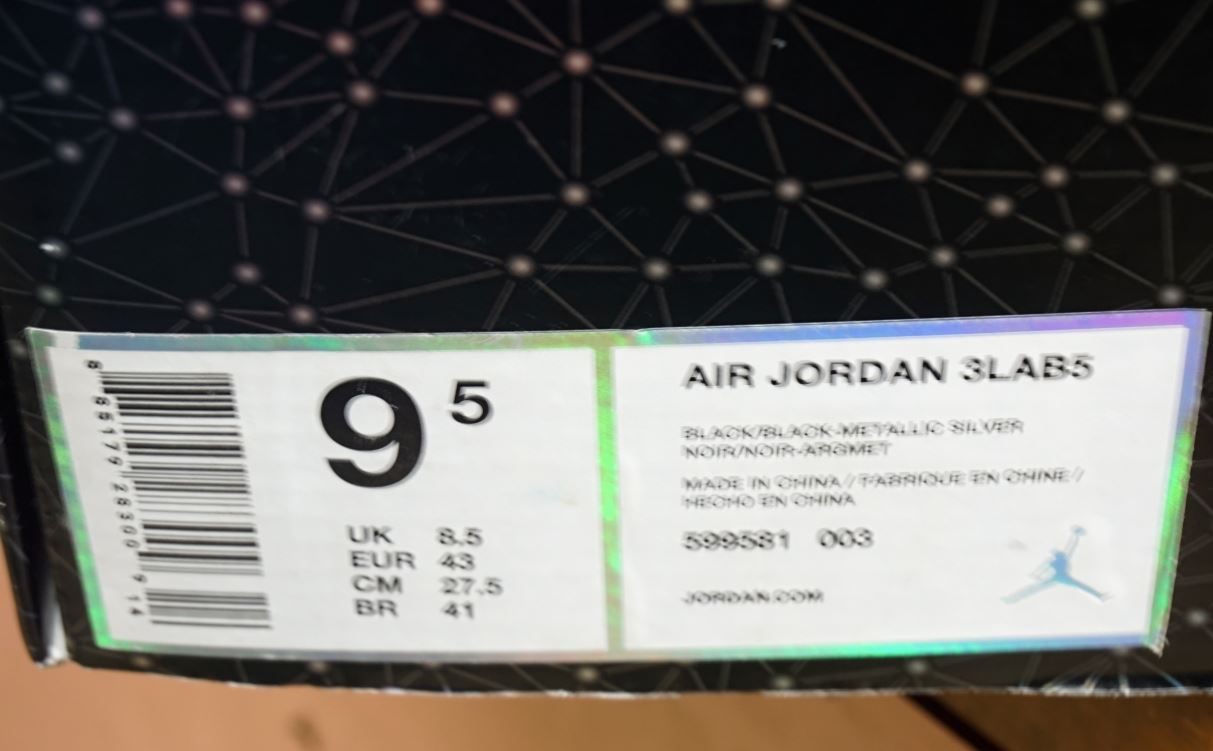 8 85179 28300 9 14
9 5
UK 8.5
EUR 43
CM 27.5
BR 41
AIR JORDAN 3LAB5
BLACK/BLACK-METALLIC SILVER
NOIR/NOIR-ARGMET
MADE IN CHINA // FABRIQUE EN CHINE //
HECHO EN CHINA
599581 003
JORDAN.COM